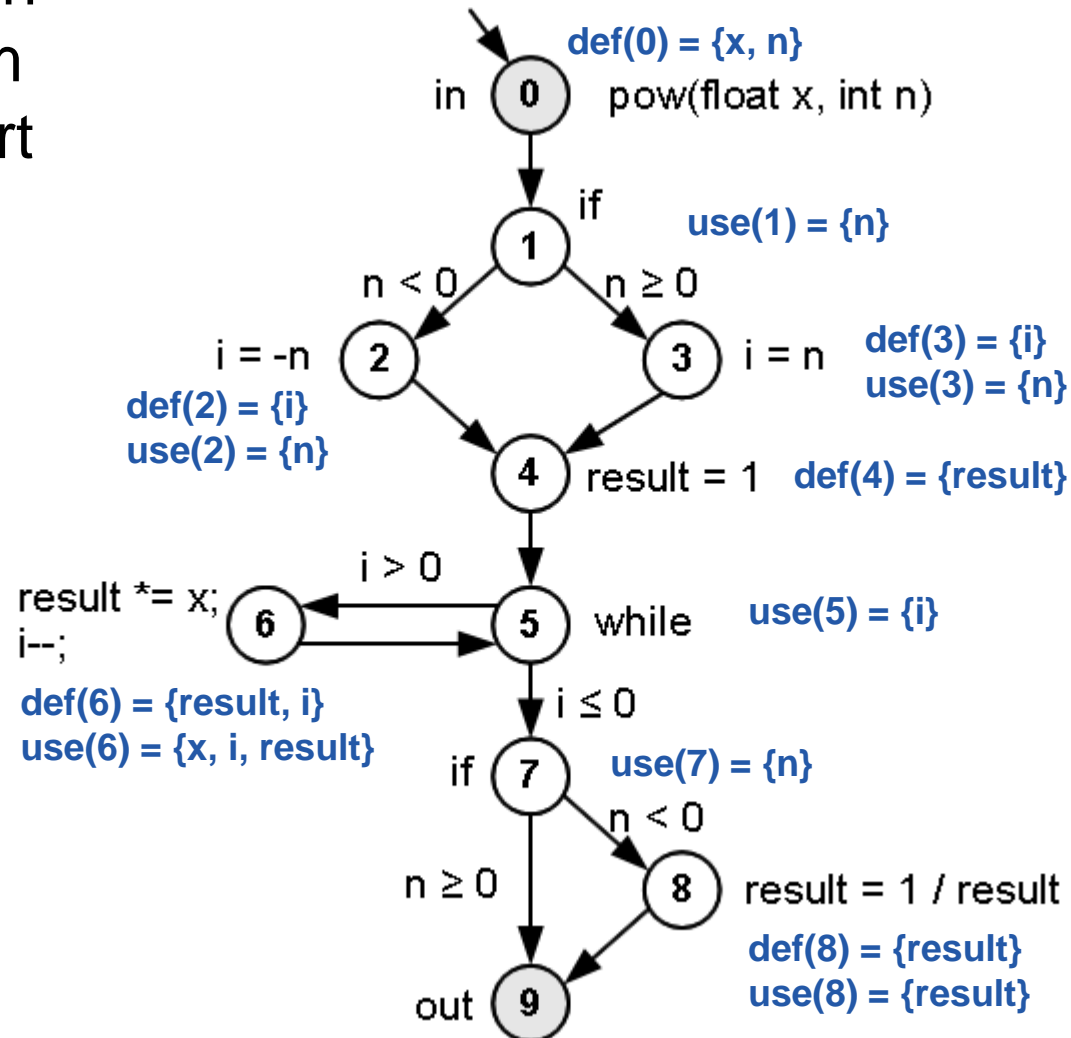 def(0) = {x, n}
in 0 pow(float x, int n)
rt
if
use(1) = {n}
1
n < 0 n ≥ 0
i = -n 2 3 i = n
def(3) = {i}
use(3) = {n}
def(2) = {i}
use(2) = {n}
4 result = 1 def(4) = {result}
i > 0
result *= x;
i--;
6 5 while use(5) = {i}
def(6) = {result, i}
use(6) = {x, i, result}
i ≤ 0
if 7 use(7) = {n}
n < 0
n ≥ 0
8 result = 1 / result
def(8) = {result}
use(8) = {result}
out 9